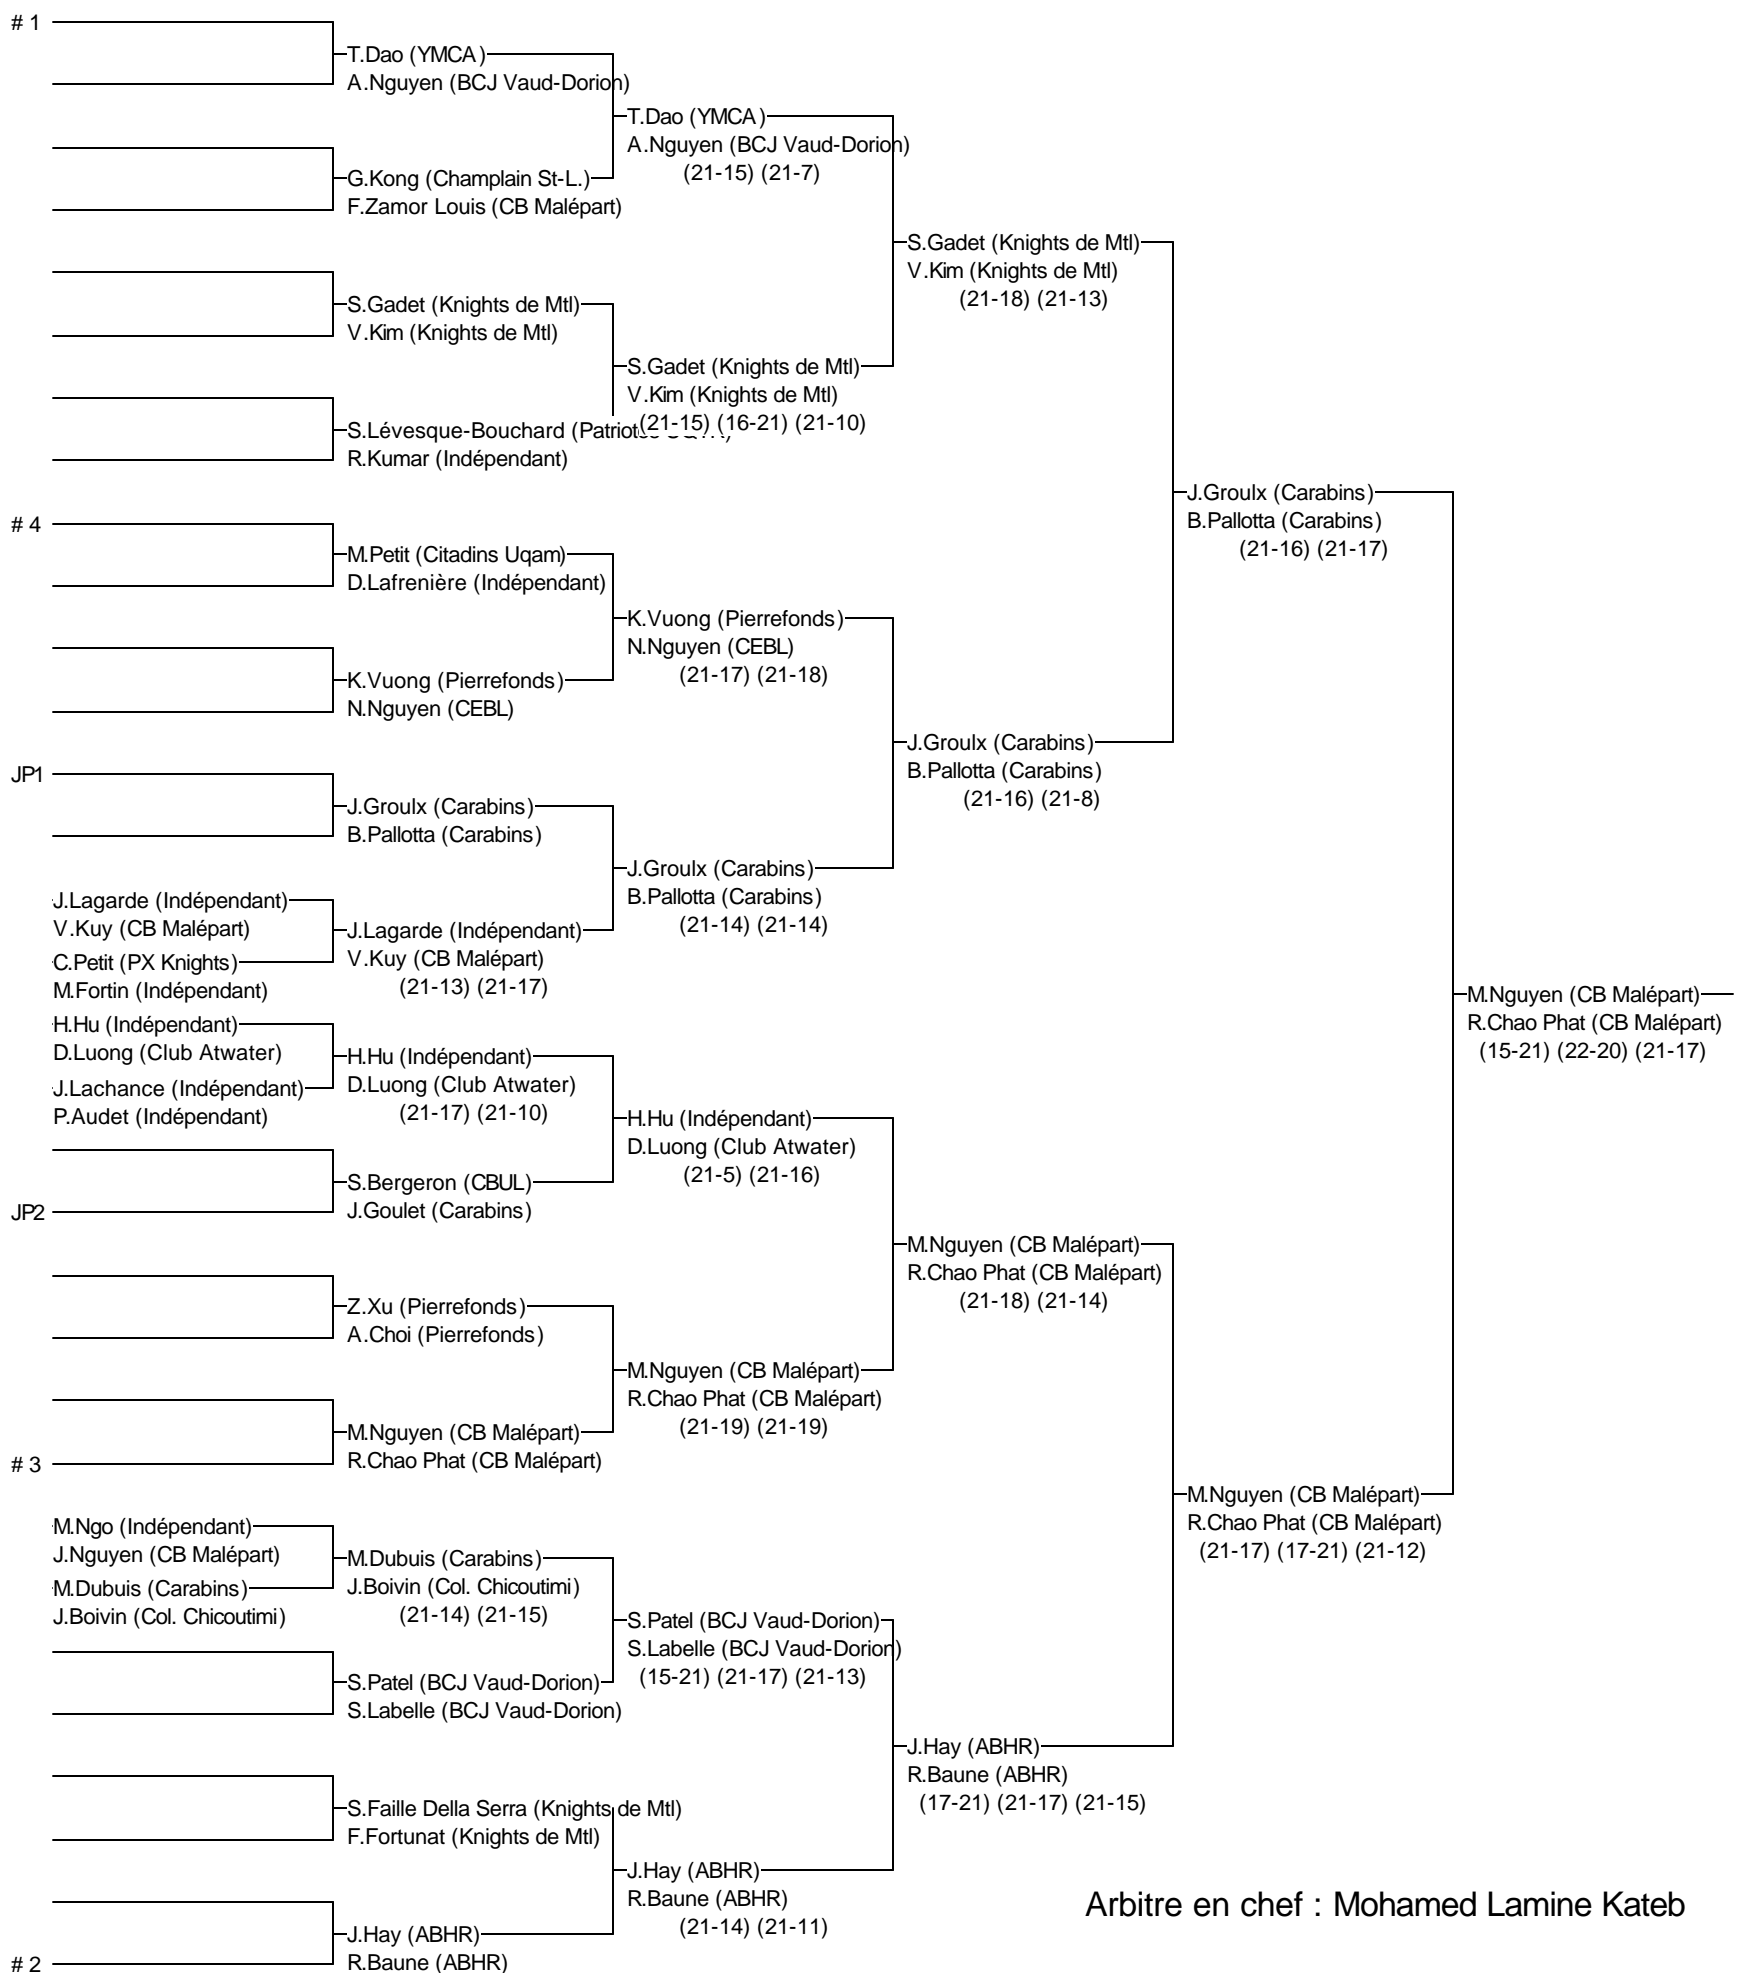 # 1
T.Dao (YMCA)
A.Nguyen (BCJ Vaud-Dorion)
T.Dao (YMCA)
A.Nguyen (BCJ Vaud-Dorion)
(21-15) (21-7)
G.Kong (Champlain St-L.)
F.Zamor Louis (CB Malépart)
S.Gadet (Knights de Mtl)
V.Kim (Knights de Mtl)
(21-18) (21-13)
S.Gadet (Knights de Mtl)
V.Kim (Knights de Mtl)
S.Gadet (Knights de Mtl)
V.Kim (Knights de Mtl)
(21-15) (16-21) (21-10)
S.Lévesque-Bouchard
R.Kumar (Indépendant)
J.Groulx (Carabins)
B.Pallotta (Carabins)
(21-16) (21-17)
# 4
M.Petit (Citadins Uqam)
D.Lafrenière (Indépendant)
K.Vuong (Pierrefonds)
N.Nguyen (CEBL)
(21-17) (21-18)
K.Vuong (Pierrefonds)
N.Nguyen (CEBL)
J.Groulx (Carabins)
B.Pallotta (Carabins)
(21-16) (21-8)
JP1
J.Groulx (Carabins)
B.Pallotta (Carabins)
J.Groulx (Carabins)
B.Pallotta (Carabins)
(21-14) (21-14)
J.Lagarde (Indépendant)
V.Kuy (CB Malépart)
J.Lagarde (Indépendant)
V.Kuy (CB Malépart)
(21-13) (21-17)
C.Petit (PX Knights)
M.Fortin (Indépendant)
M.Nguyen (CB Malépart)
R.Chao Phat (CB Malépart)
(15-21) (22-20) (21-17)
H.Hu (Indépendant)
D.Luong (Club Atwater)
H.Hu (Indépendant)
D.Luong (Club Atwater)
(21-17) (21-10)
J.Lachance (Indépendant)
P.Audet (Indépendant)
H.Hu (Indépendant)
D.Luong (Club Atwater)
(21-5) (21-16)
S.Bergeron (CBUL)
J.Goulet (Carabins)
JP2
M.Nguyen (CB Malépart)
R.Chao Phat (CB Malépart)
(21-18) (21-14)
Z.Xu (Pierrefonds)
A.Choi (Pierrefonds)
M.Nguyen (CB Malépart)
R.Chao Phat (CB Malépart)
(21-19) (21-19)
M.Nguyen (CB Malépart)
R.Chao Phat (CB Malépart)
# 3
M.Nguyen (CB Malépart)
R.Chao Phat (CB Malépart)
(21-17) (17-21) (21-12)
M.Ngo (Indépendant)
J.Nguyen (CB Malépart)
M.Dubuis (Carabins)
J.Boivin (Col. Chicoutimi)
(21-14) (21-15)
M.Dubuis (Carabins)
J.Boivin (Col. Chicoutimi)
S.Patel (BCJ Vaud-Dorion)
S.Labelle (BCJ Vaud-Dorion)
(15-21) (21-17) (21-13)
S.Patel (BCJ Vaud-Dorion)
S.Labelle (BCJ Vaud-Dorion)
J.Hay (ABHR)
R.Baune (ABHR)
(17-21) (21-17) (21-15)
S.Faille Della Serra (Knights de Mtl)
F.Fortunat (Knights de Mtl)
J.Hay (ABHR)
R.Baune (ABHR)
(21-14) (21-11)
J.Hay (ABHR)
R.Baune (ABHR)
# 2
Arbitre en chef : Mohamed Lamine Kateb